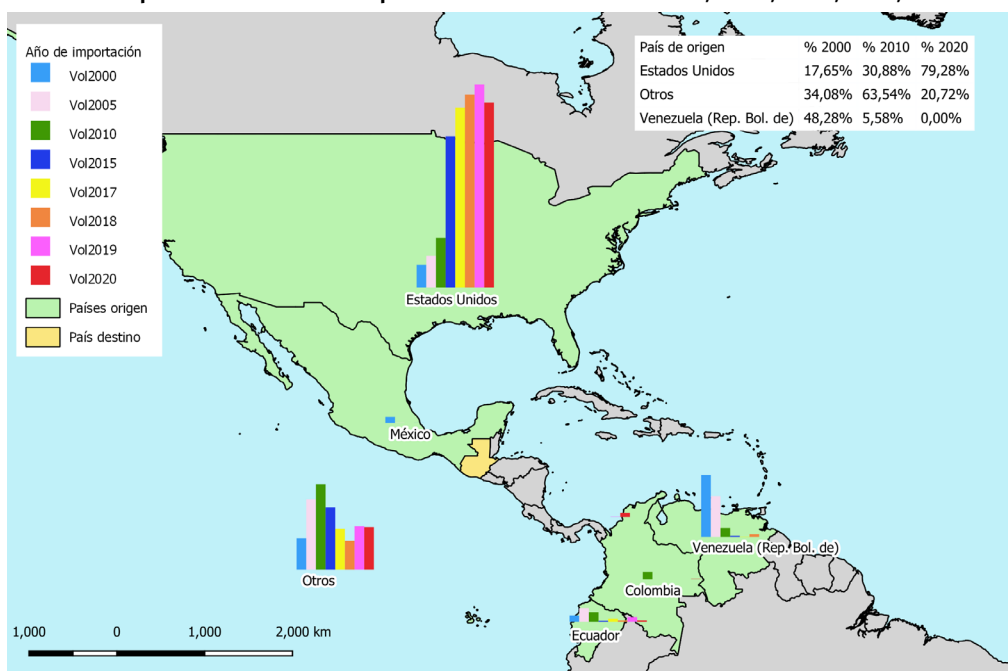 Año de importación
Vol2000
Vol2005
Vol2010
Vol2015
Vol2017
Vol2018
Vol2019
Vol2020
Países origen
País destino
País de origen % 2000 % 2010 % 2020
Estados Unidos 17,65% 30,88% 79,28%
Otros 34,08% 63,54% 20,72%
Venezuela (Rep. Bol. de) 48,28% 5,58% 0,00%
Estados Unidos
México
Otros
Venezuela (Rep. Bol. de)
Colombia
Ecuador
1,000 0 1,000 2,000 km